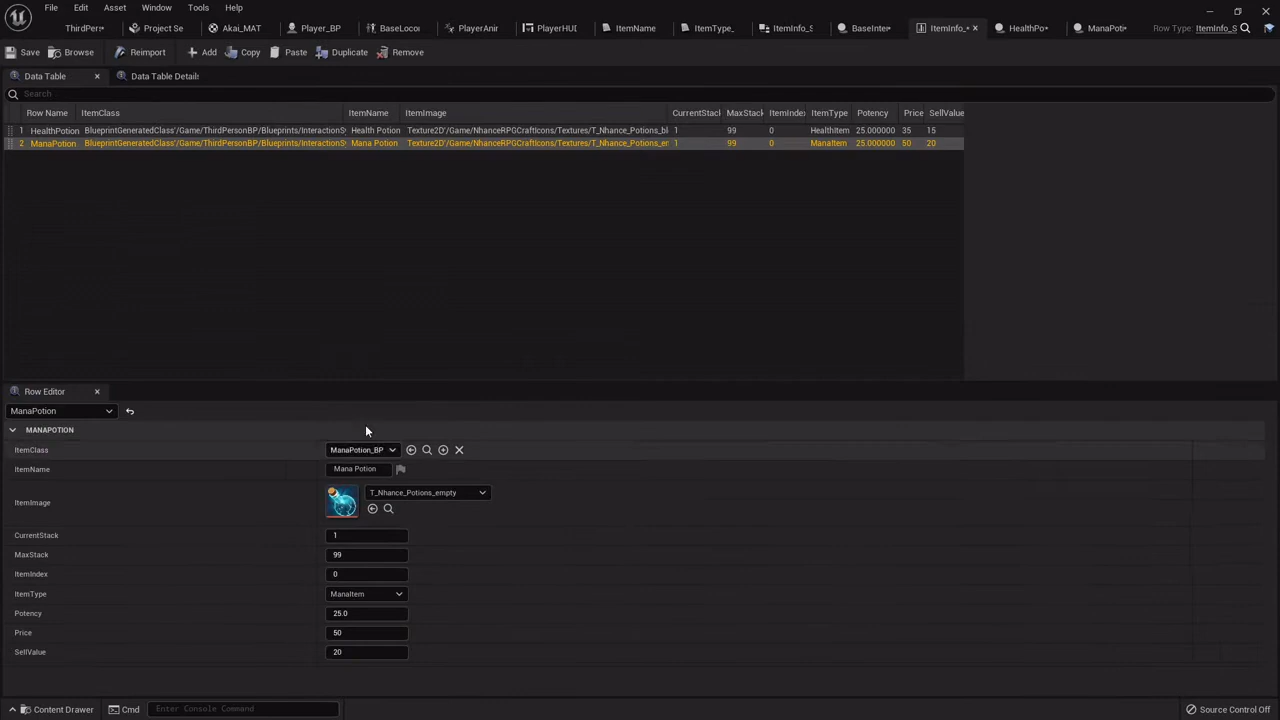 File Edit Asset Window Tools Help
ThirdPer• Project Se Akai_MAT Player_BP BaseLocoi PlayerAnir PlayerHUI ItemName ItemType_ ItemInfo_S BaseInter ItemInfo_• HealthPo• ManaPoti• Row Type: ItemInfo_S
Save Browse Reimport Add Copy Paste Duplicate Remove
Data Table Data Table Details
Search
Row Name ItemClass ItemName ItemImage CurrentStack MaxStack ItemIndex ItemType Potency Price SellValue
1 HealthPotion BlueprintGeneratedClass'/Game/ThirdPersonBP/Blueprints/InteractionSy Health Potion Texture2D'/Game/NhanceRPGCraftIcons/Textures/T_Nhance_Potions_bl 1 99 0 HealthItem 25.000000 35 15
2 ManaPotion BlueprintGeneratedClass'/Game/ThirdPersonBP/Blueprints/InteractionSy Mana Potion Texture2D'/Game/NhanceRPGCraftIcons/Textures/T_Nhance_Potions_en 1 99 0 ManaItem 25.000000 50 20
Row Editor
ManaPotion
MANAPOTION
ItemClass ManaPotion_BP
ItemName Mana Potion
ItemImage T_Nhance_Potions_empty
CurrentStack 1
MaxStack 99
ItemIndex 0
ItemType ManaItem
Potency 25.0
Price 50
SellValue 20
Content Drawer Cmd Enter Console Command Source Control Off